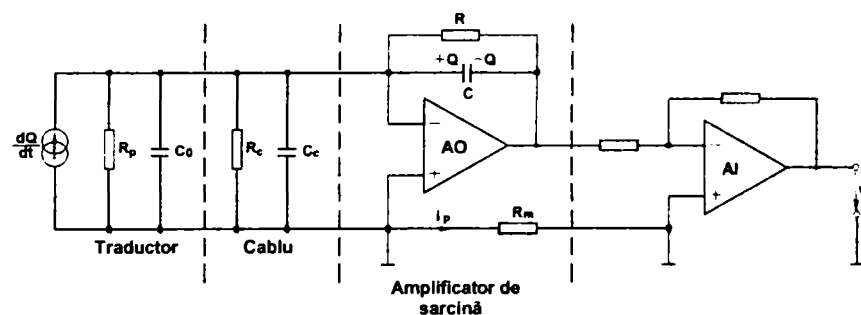 R
+Q -Q
C
dQ
dt
Rp
C0
Rc
Cc
-
AO
+
ip
Rm
-
AI
+
Traductor
Cablu
Amplificator de
sarcină